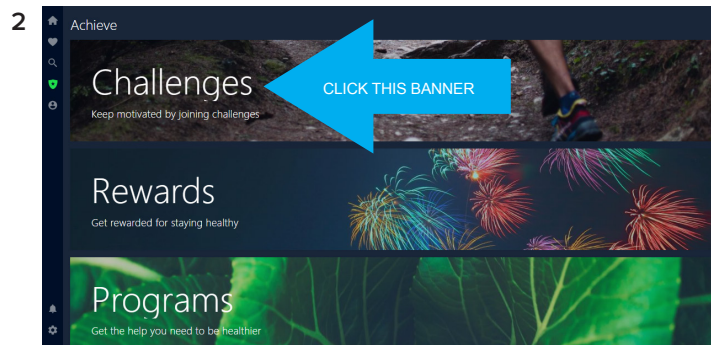 2
Achieve
Challenges
CLICK THIS BANNER
Keep motivated by joining challenges
Rewards
Get rewarded for staying healthy
Programs
Get the help you need to be healthier